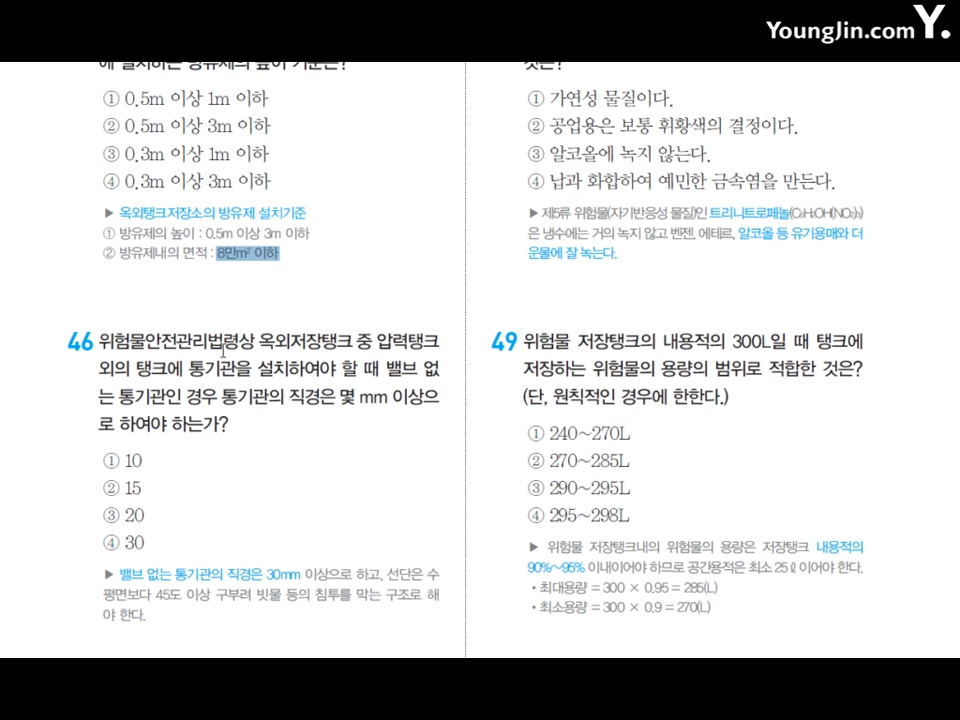 YoungJin.com Y.
에 설치하는 방유제의 높이 기준은?
① 0.5m 이상 1m 이하
② 0.5m 이상 3m 이하
③ 0.3m 이상 1m 이하
④ 0.3m 이상 3m 이하
▶ 옥외탱크저장소의 방유제 설치기준
① 방유제의 높이 : 0.5m 이상 3m 이하
② 방유제내의 면적 : 8만m² 이하
46 위험물안전관리법령상 옥외저장탱크 중 압력탱크
외의 탱크에 통기관을 설치하여야 할 때 밸브 없
는 통기관인 경우 통기관의 직경은 몇 mm 이상으
로 하여야 하는가?
① 10
② 15
③ 20
④ 30
▶ 밸브 없는 통기관의 직경은 30mm 이상으로 하고, 선단은 수
평면보다 45도 이상 구부려 빗물 등의 침투를 막는 구조로 해
야 한다.
것은?
① 가연성 물질이다.
② 공업용은 보통 휘황색의 결정이다.
③ 알코올에 녹지 않는다.
④ 납과 화합하여 예민한 금속염을 만든다.
▶ 제5류 위험물(자기반응성 물질)인 트리니트로페놀(C₆H₂OH(NO₂)₃)
은 냉수에는 거의 녹지 않고 벤젠, 에테르, 알코올 등 유기용매와 더
운물에 잘 녹는다.
49 위험물 저장탱크의 내용적의 300L일 때 탱크에
저장하는 위험물의 용량의 범위로 적합한 것은?
(단, 원칙적인 경우에 한한다.)
① 240~270L
② 270~285L
③ 290~295L
④ 295~298L
▶ 위험물 저장탱크내의 위험물의 용량은 저장탱크 내용적의
90%~95% 이내이어야 하므로 공간용적은 최소 25ℓ이어야 한다.
• 최대용량 = 300 × 0.95 = 285(L)
• 최소용량 = 300 × 0.9 = 270(L)